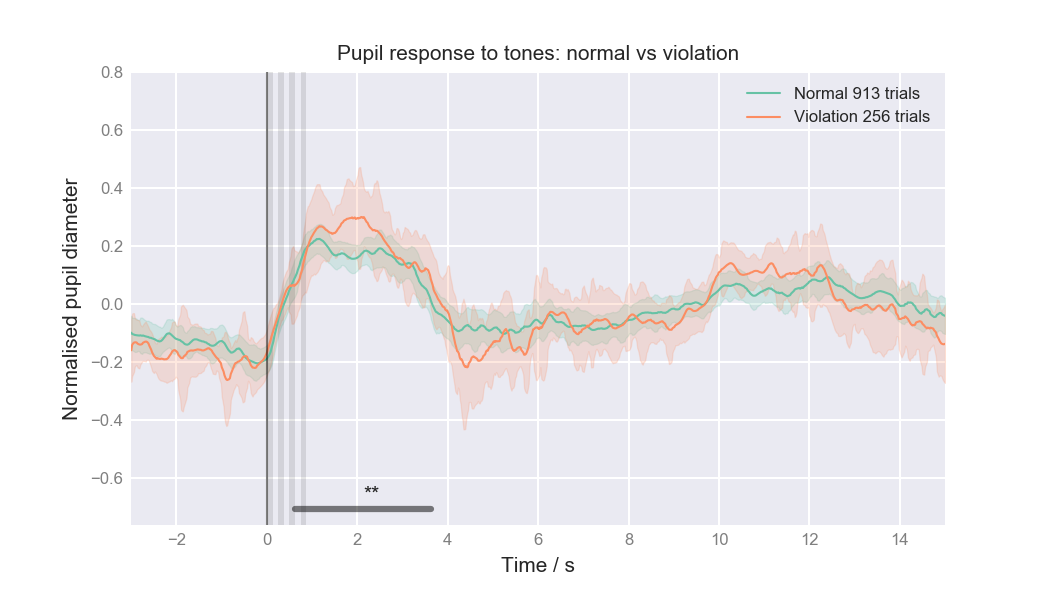 Pupil response to tones: normal vs violation
Normal 913 trials
Violation 256 trials
Normalised pupil diameter
0.8
0.6
0.4
0.2
0.0
−0.2
−0.4
−0.6
**
−2 0 2 4 6 8 10 12 14
Time / s